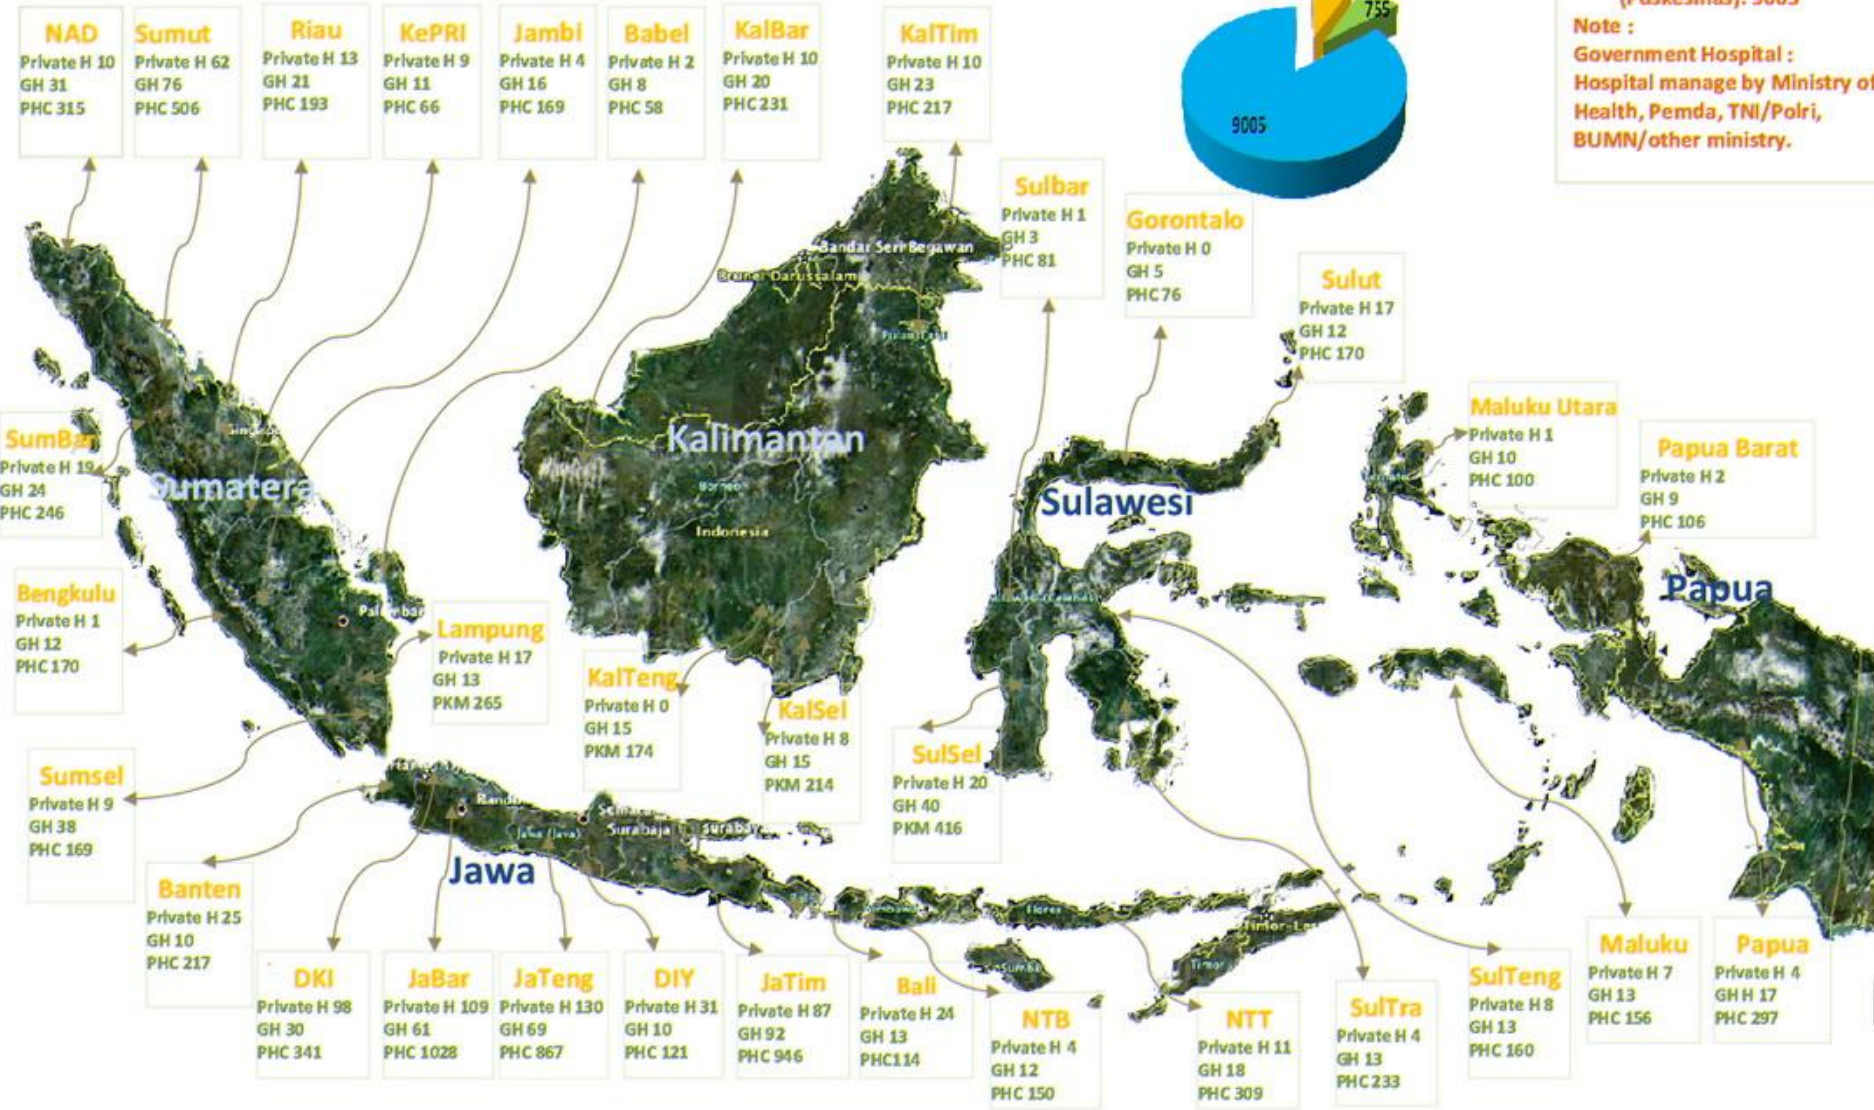 NAD
Private H 10
GH 31
PHC 315
Sumut
Private H 62
GH 76
PHC 506
Riau
Private H 13
GH 21
PHC 193
KePRI
Private H 9
GH 11
PHC 66
Jambi
Private H 4
GH 16
PHC 169
Babel
Private H 2
GH 8
PHC 58
KalBar
Private H 10
GH 20
PHC 231
KalTim
Private H 10
GH 23
PHC 217
755
9005
(Puskesmas): 9005
Note :
Government Hospital :
Hospital manage by Ministry of
Health, Pemda, TNI/Polri,
BUMN/other ministry.
Sulbar
Private H 1
GH 3
PHC 81
Gorontalo
Private H 0
GH 5
PHC 76
Sulut
Private H 17
GH 12
PHC 170
Bandar Seri Begawan
Brunei Darussalam
Maluku Utara
Private H 1
GH 10
PHC 100
Papua Barat
Private H 2
GH 9
PHC 106
SumBar
Private H 19
GH 24
PHC 246
Sumatera
Kalimantan
Borneo
Indonesia
Sulawesi
Papua
Bengkulu
Private H 1
GH 12
PHC 170
Lampung
Private H 17
GH 13
PKM 265
KalTeng
Private H 0
GH 15
PKM 174
KalSel
Private H 8
GH 15
PKM 214
SulSel
Private H 20
GH 40
PKM 416
Sumsel
Private H 9
GH 38
PHC 169
Jawa (Java)
Surabaja
surabay
Jawa
Banten
Private H 25
GH 10
PHC 217
Flores
Sumba
Timor
DKI
Private H 98
GH 30
PHC 341
JaBar
Private H 109
GH 61
PHC 1028
JaTeng
Private H 130
GH 69
PHC 867
DIY
Private H 31
GH 10
PHC 121
JaTim
Private H 87
GH 92
PHC 946
Bali
Private H 24
GH 13
PHC114
NTB
Private H 4
GH 12
PHC 150
NTT
Private H 11
GH 18
PHC 309
SulTra
Private H 4
GH 13
PHC 233
SulTeng
Private H 8
GH 13
PHC 160
Maluku
Private H 7
GH 13
PHC 156
Papua
Private H 4
GH H 17
PHC 297